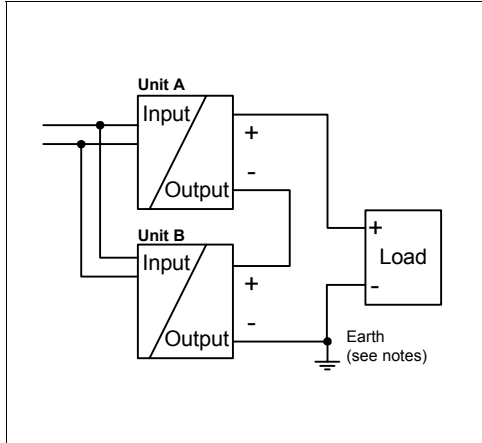 Unit A
Input
+
-
Output
Unit B
Input
+
-
Output
+
Load
-
Earth
(see notes)